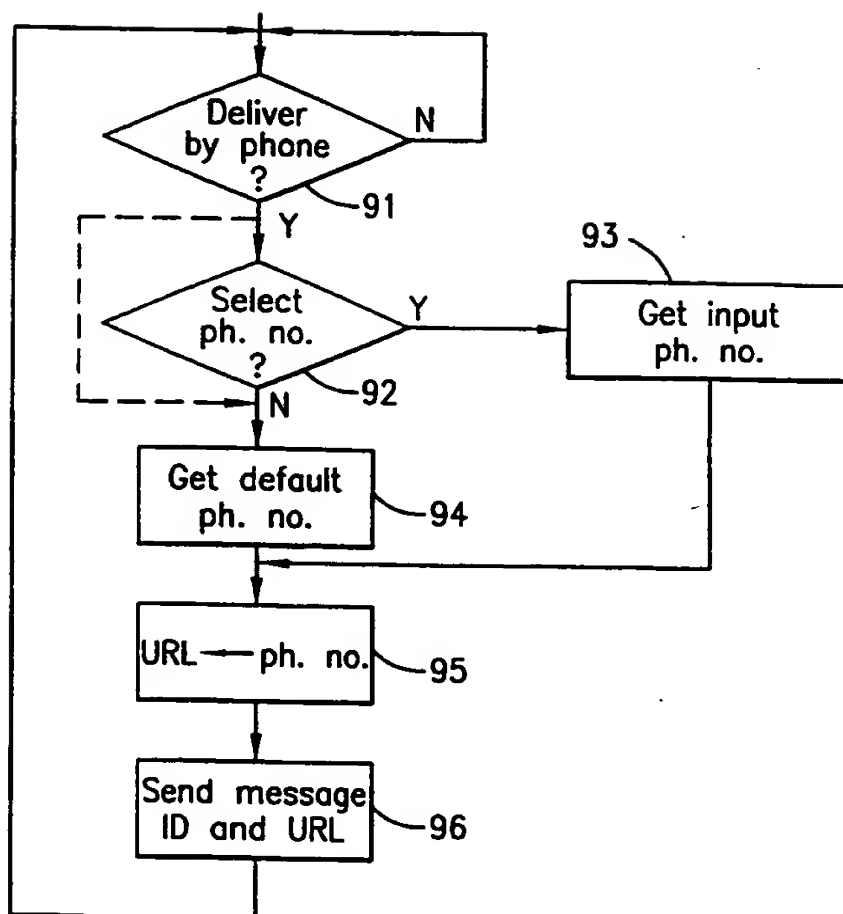 Deliver
by phone
?
N
91
Y
Select
ph. no.
?
Y
92
N
93
Get input
ph. no.
Get default
ph. no.
94
URL ← ph. no.
95
Send message
ID and URL
96